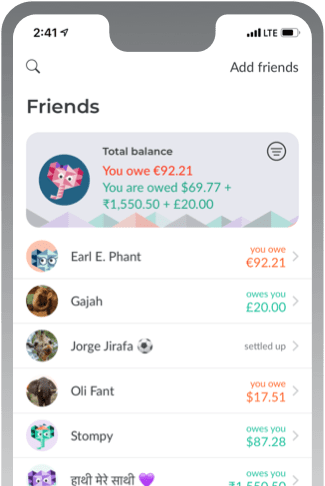 2:41 LTE
Add friends
Friends
Total balance
You owe €92.21
You are owed $69.77 +
₹1,550.50 + £20.00
Earl E. Phant
you owe
€92.21
Gajah
owes you
£20.00
Jorge Jirafa ⚽
settled up
Oli Fant
you owe
$17.51
Stompy
owes you
$87.28
हाथी मेरे साथी 💜
owes you
₹1,550.50